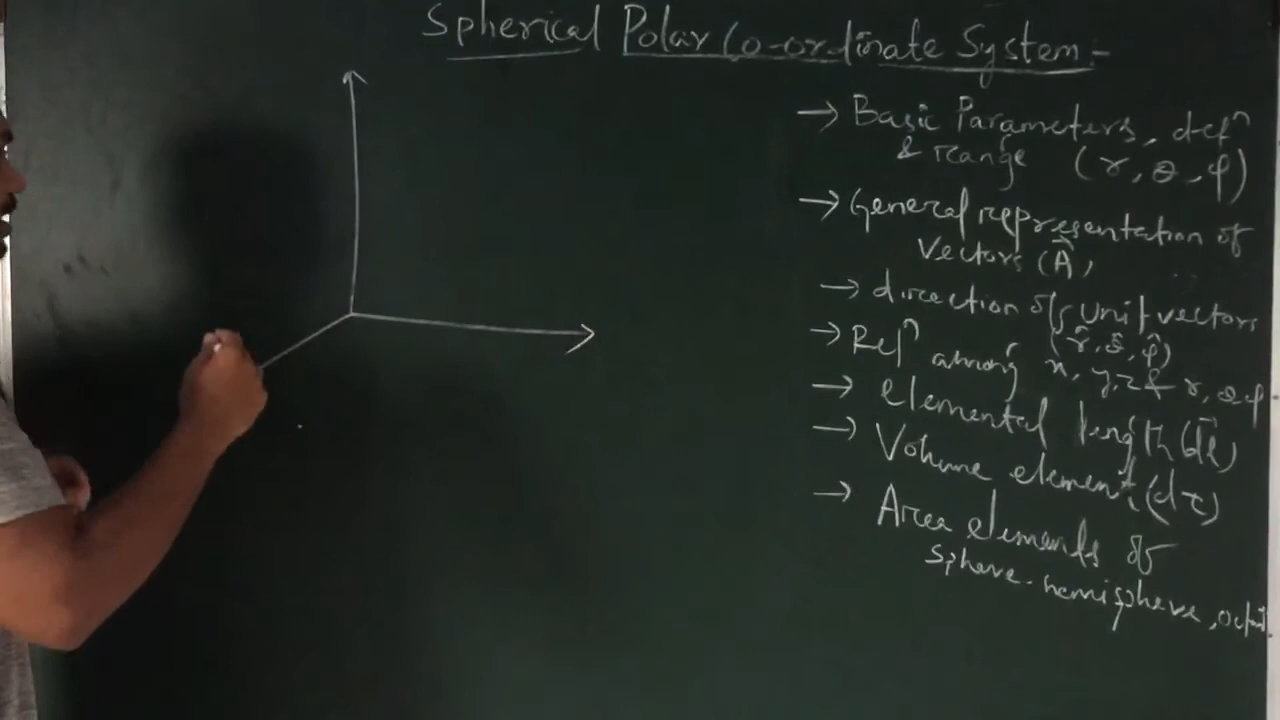 Spherical Polar Co-ordinate System:-
→ Basic Parameters, defⁿ
& range (r, θ, φ)
→ General representation of
Vectors (A⃗),
→ direction of unit vectors
(r̂, θ̂, φ̂)
→ Relⁿ among x, y, z & r, θ, φ
→ elemental length (dl⃗)
→ Volume element (dτ)
→ Area elements of
sphere, hemisphere,